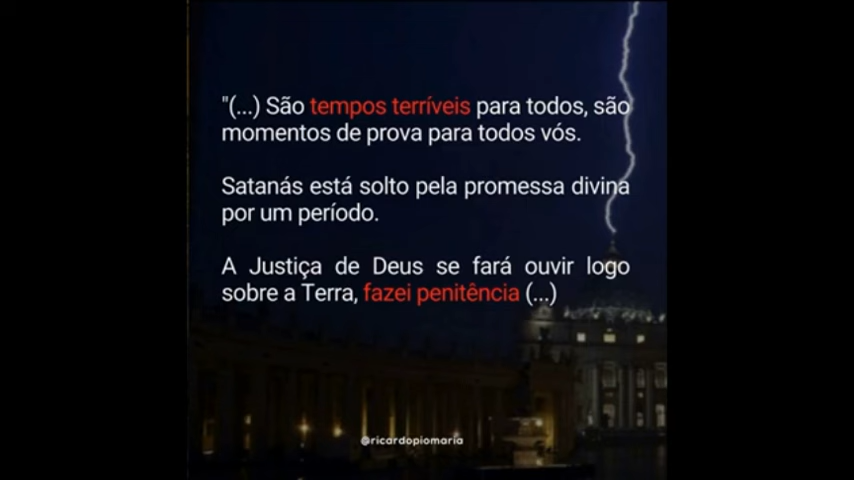 "(...) São tempos terríveis para todos, são
momentos de prova para todos vós.
Satanás está solto pela promessa divina
por um período.
A Justiça de Deus se fará ouvir logo
sobre a Terra, fazei penitência (...)
@ricardopiomaria